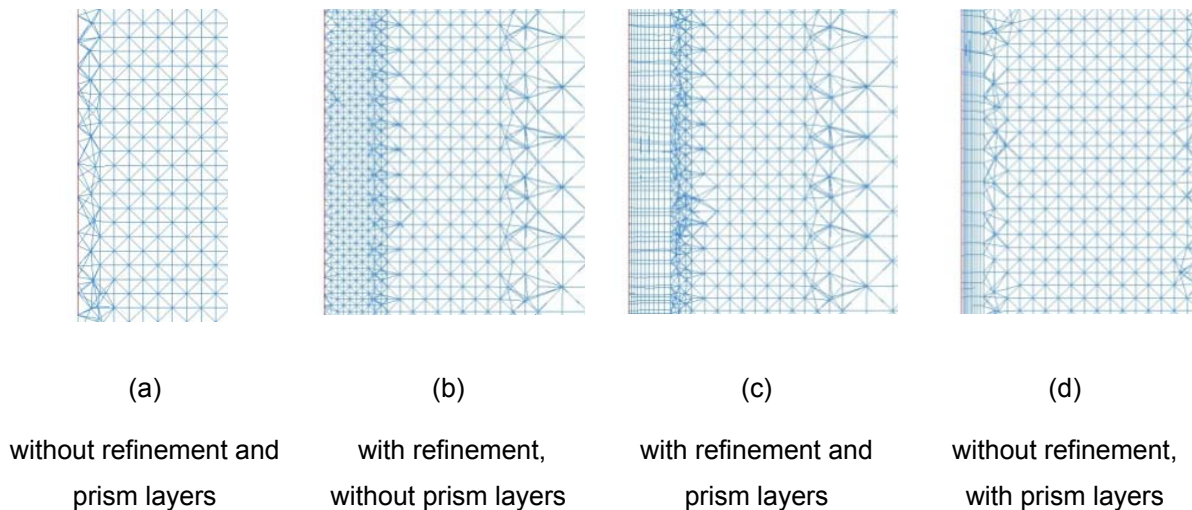 (a)
without refinement and
prism layers
(b)
with refinement,
without prism layers
(c)
with refinement and
prism layers
(d)
without refinement,
with prism layers